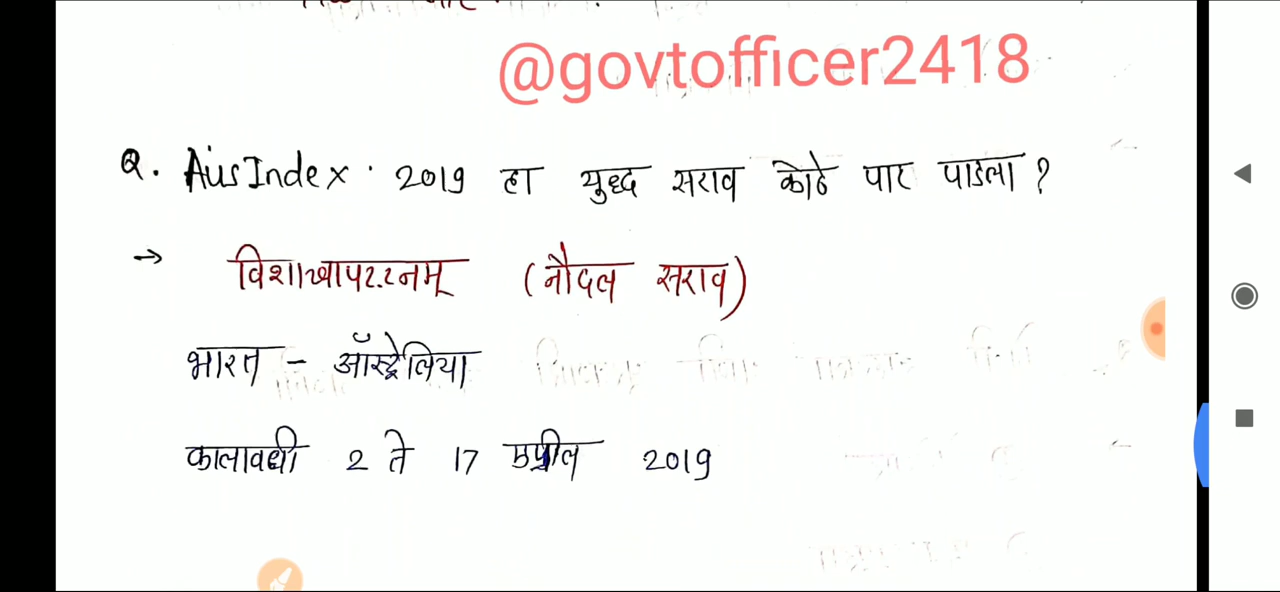 @govtofficer2418
Q. AusIndex . 2019 हा युध्द सराव कोठे पार पाडला ?
→ विशाखापट्टनम् (नौदल सराव)
भारत - ऑस्ट्रेलिया
कालावधी 2 ते 17 एप्रील 2019